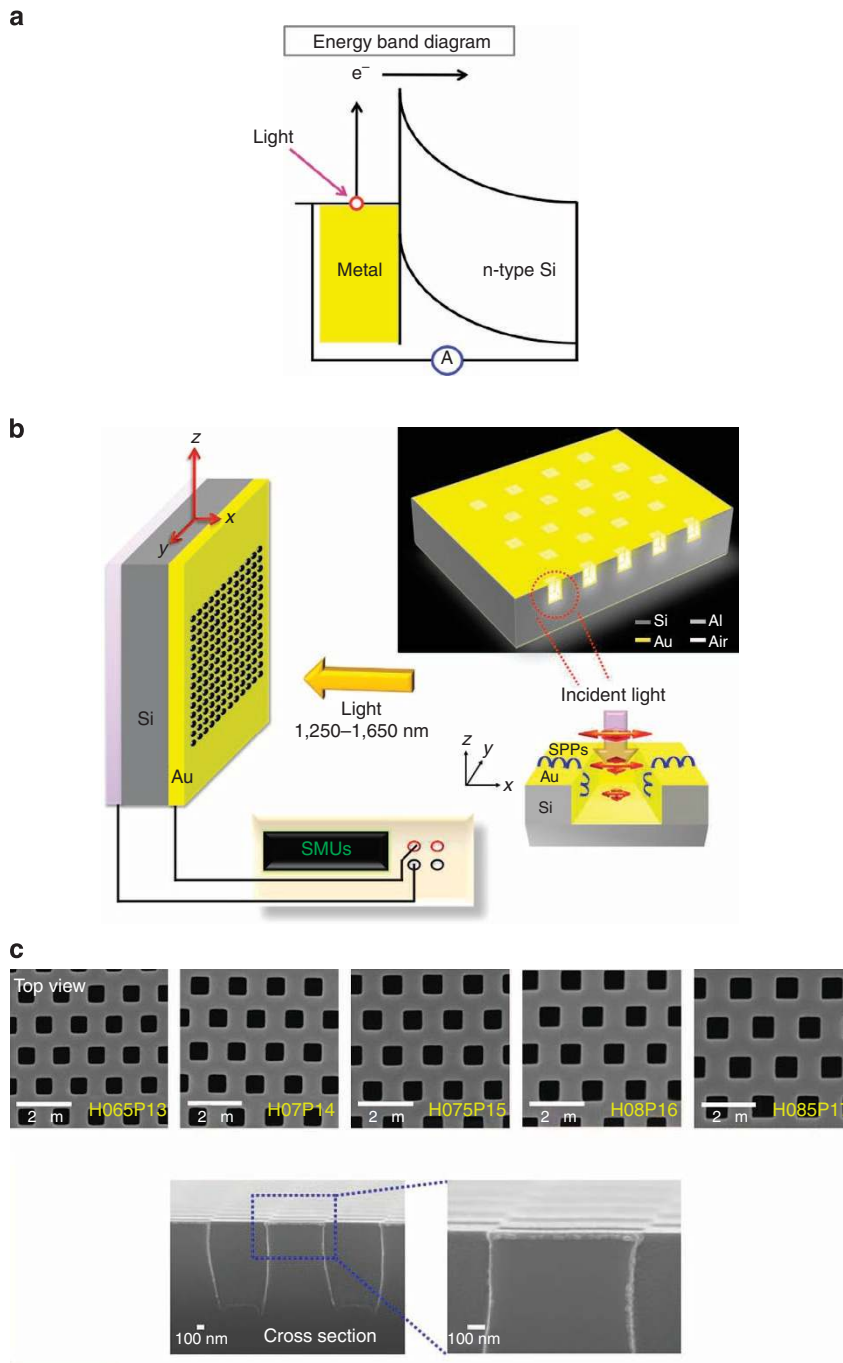 a
Energy band diagram
e⁻
Light
Metal
n-type Si
A
b
z
x
y
Si
Au
Light
1,250–1,650 nm
SMUs
Si
Al
Au
Air
Incident light
z
y
x
SPPs
Au
Si
c
Top view
2 m
H065P13
2 m
H07P14
2 m
H075P15
2 m
H08P16
2 m
H085P17
100 nm
Cross section
100 nm